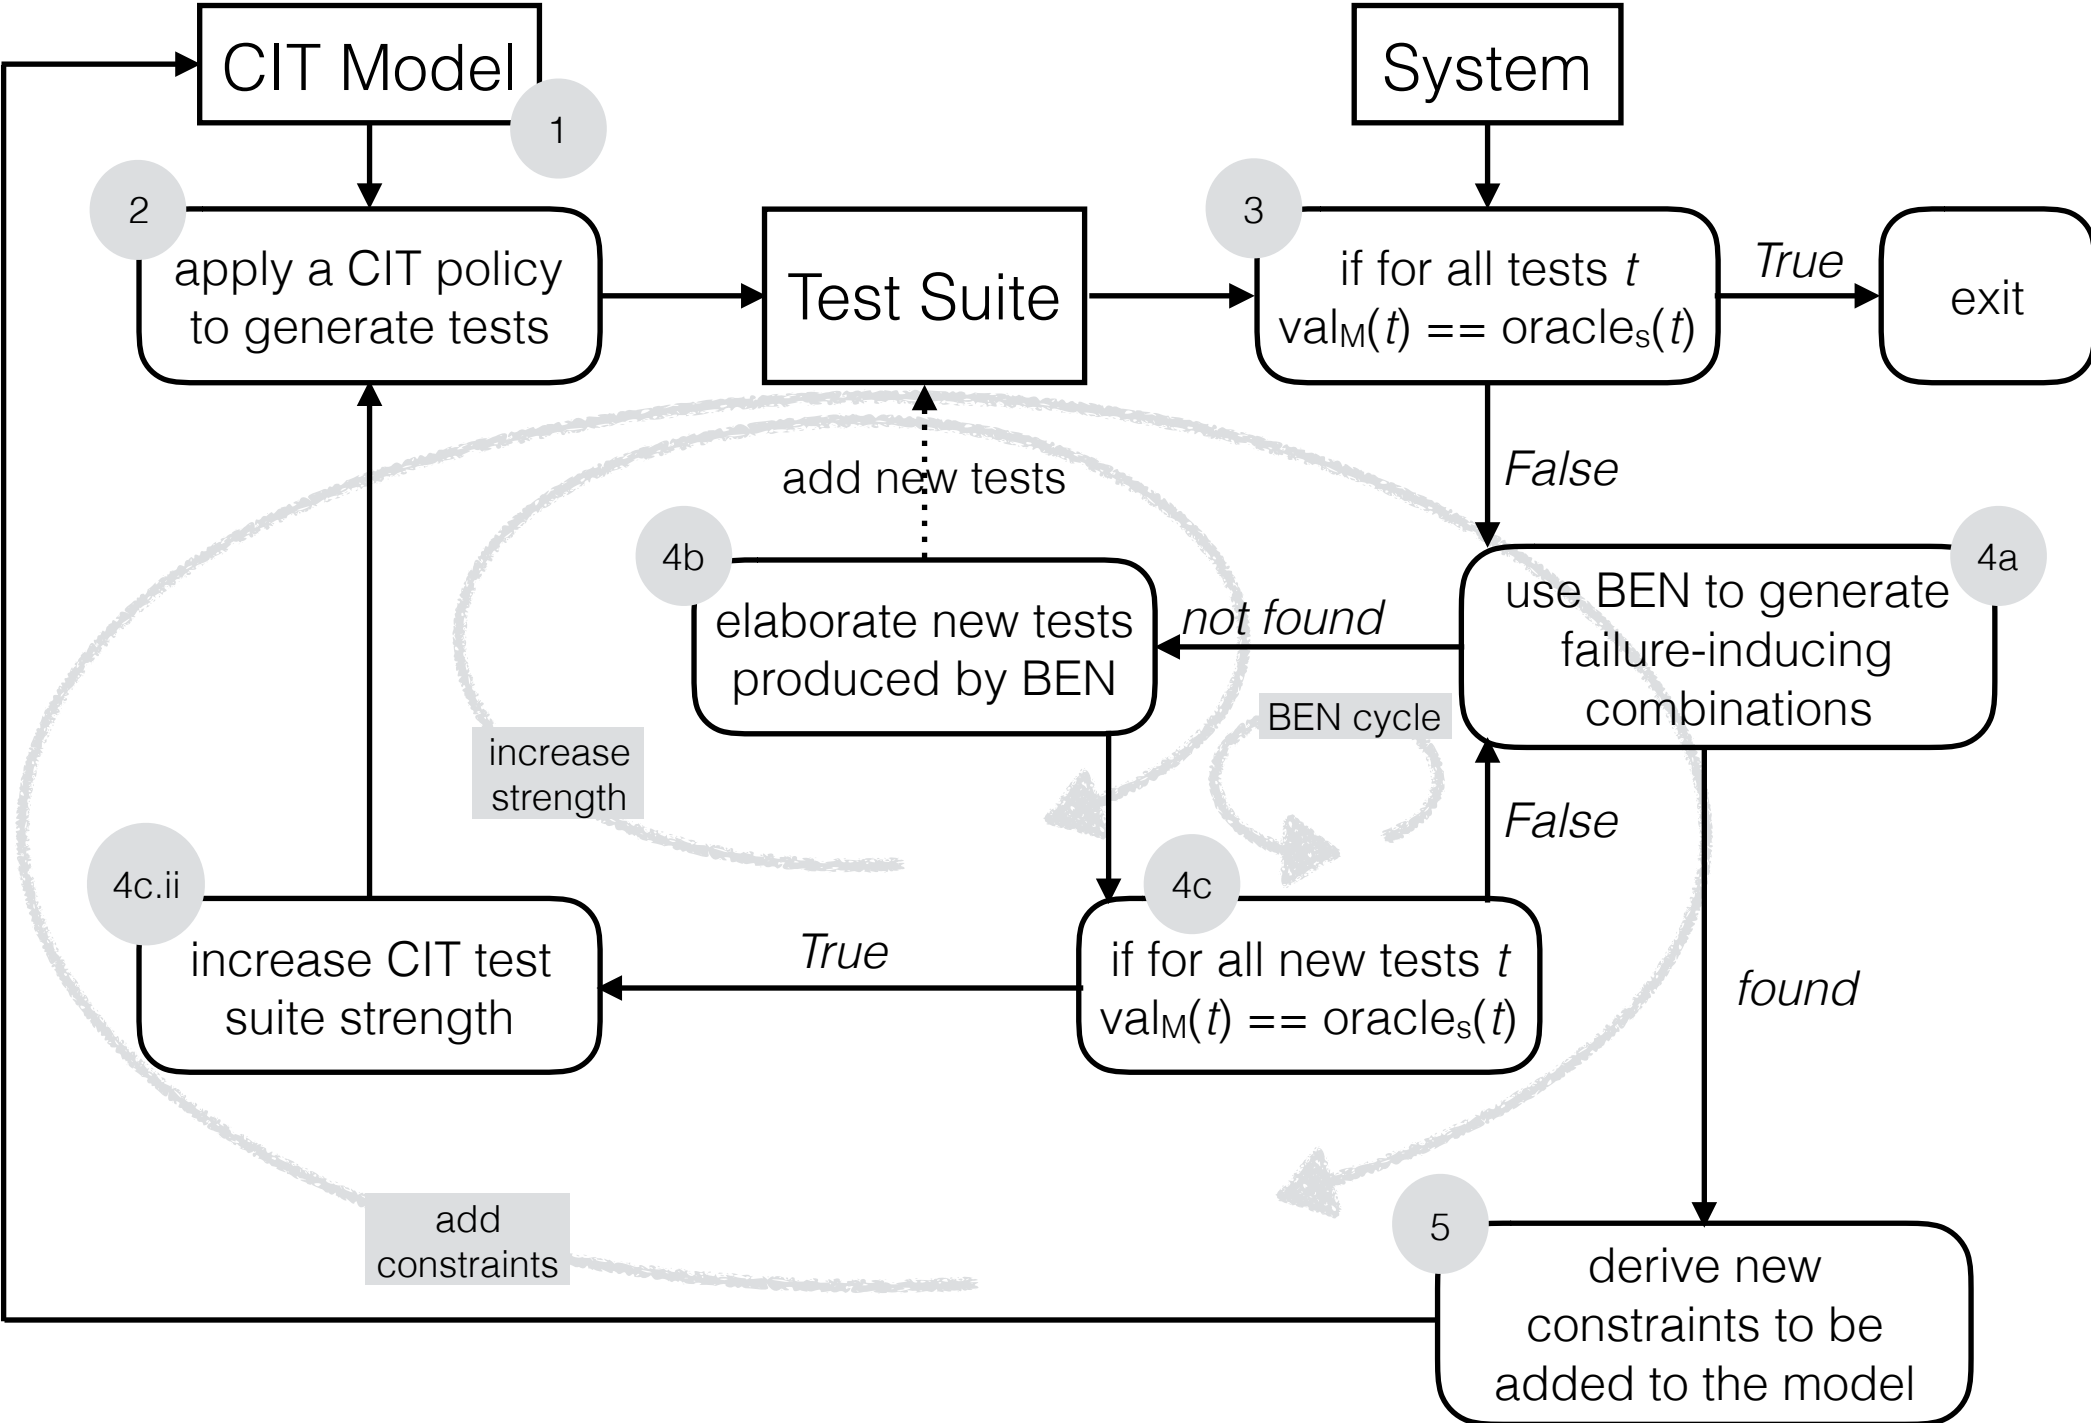 CIT Model
System
1
2
3
apply a CIT policy
to generate tests
Test Suite
if for all tests t
valM(t) == oracles(t)
True
exit
False
add new tests
4b
4a
elaborate new tests
produced by BEN
not found
use BEN to generate
failure-inducing
combinations
BEN cycle
increase
strength
False
4c.ii
4c
increase CIT test
suite strength
True
if for all new tests t
valM(t) == oracles(t)
found
add
constraints
5
derive new
constraints to be
added to the model